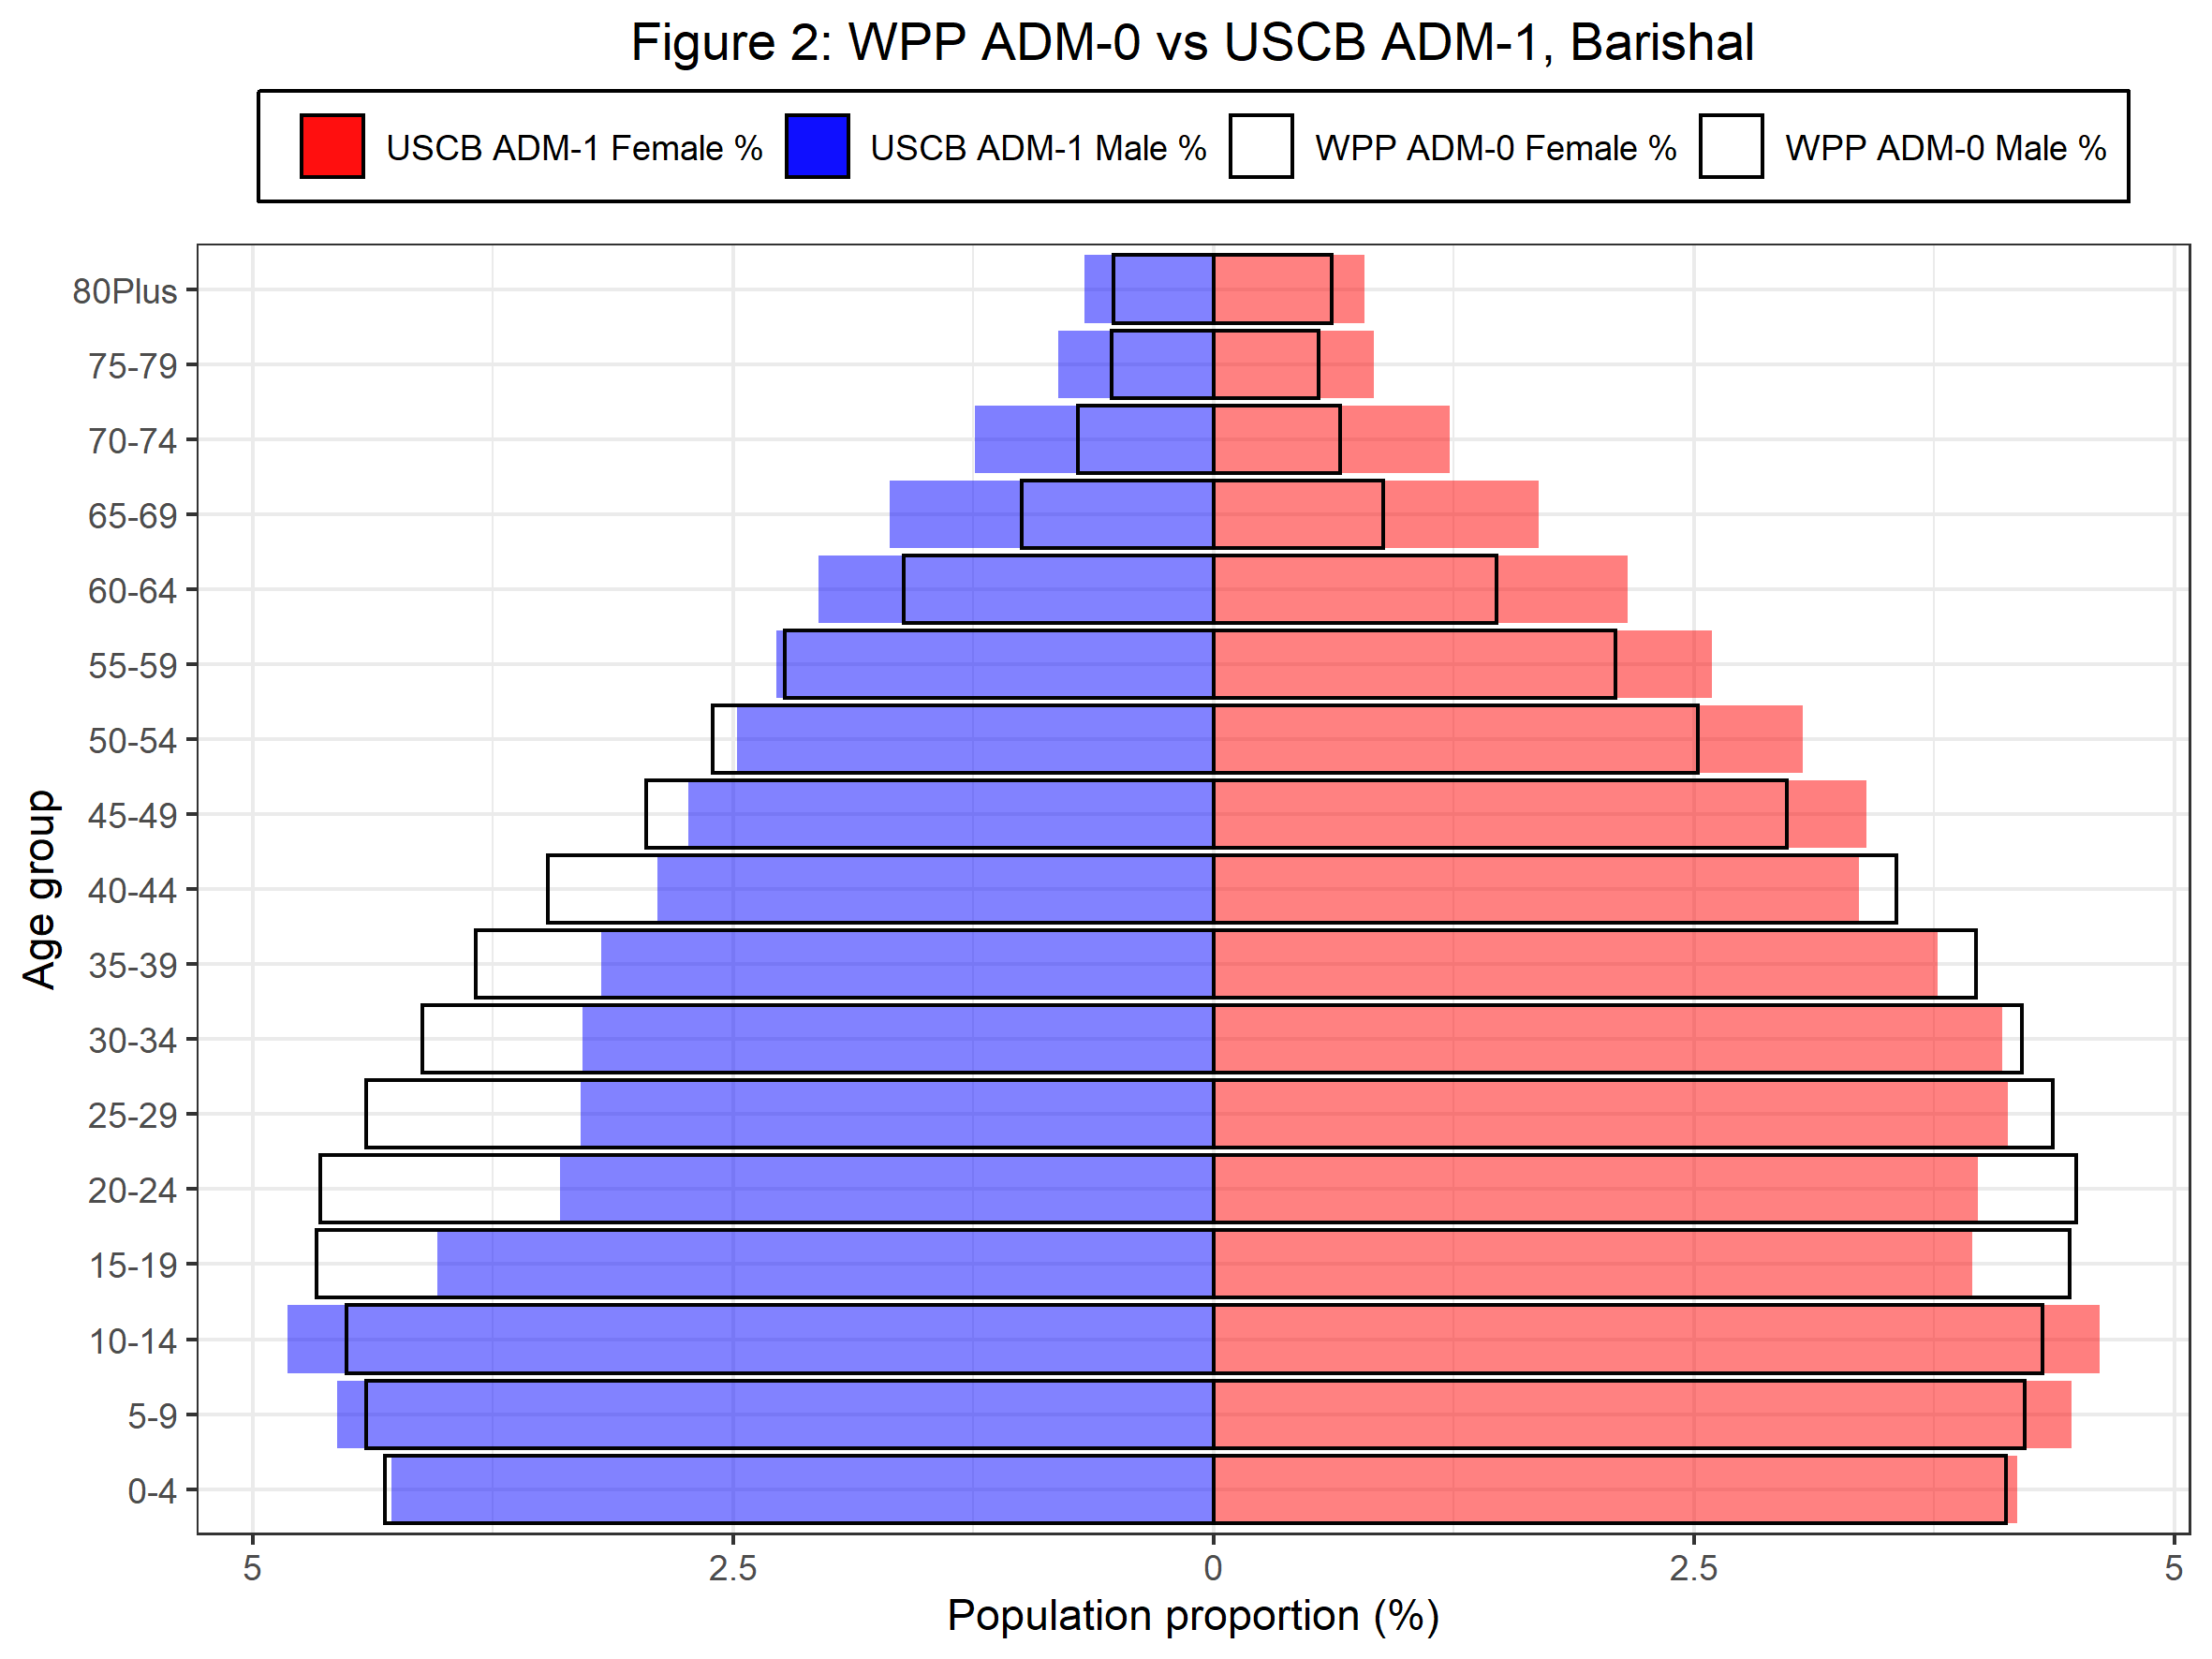 Figure 2: WPP ADM-0 vs USCB ADM-1, Barishal
USCB ADM-1 Female % USCB ADM-1 Male % WPP ADM-0 Female % WPP ADM-0 Male %
Age group
80Plus
75-79
70-74
65-69
60-64
55-59
50-54
45-49
40-44
35-39
30-34
25-29
20-24
15-19
10-14
5-9
0-4
5 2.5 0 2.5 5
Population proportion (%)